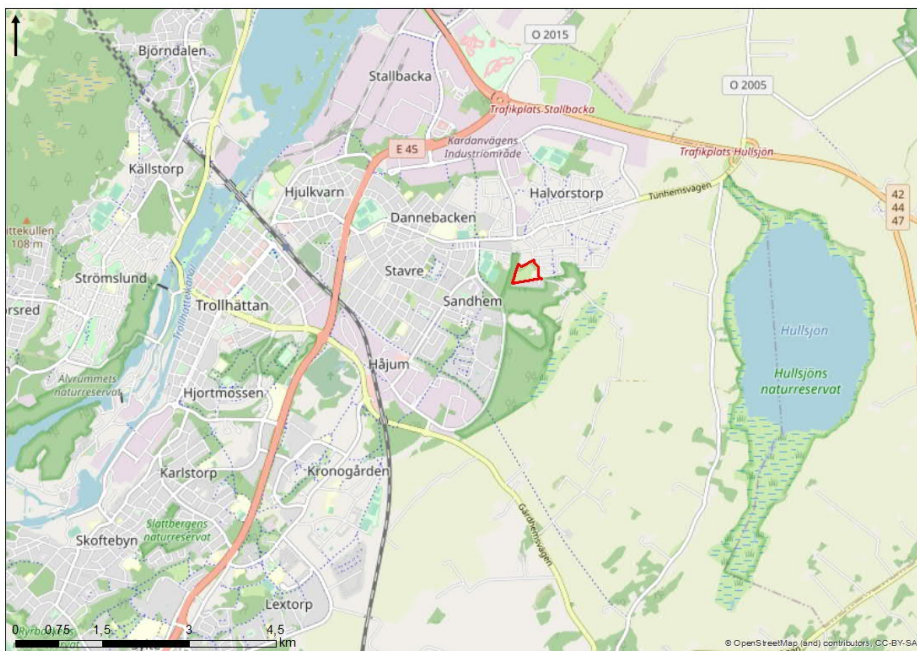 Björndalen
O 2015
Stallbacka
O 2005
Trafikplats Stallbacka
E 45
Kardanvägens
Industriområde
Trafikplats Hullsjön
Källstorp
Hjulkvarn
Halvorstorp
Tunhemsvägen
42
44
47
Dannebacken
108 m
Strömslund
Stavre
Trollhättan
Sandhem
Hullsjön
Hullsjöns
naturreservat
Håjum
Älvrummets
naturreservat
Hjortmossen
Karlstorp
Kronogården
Slättbergens
naturreservat
Skoftebyn
Gärdhemsvägen
Lextorp
0 0,75 1,5 3 4,5
km
© OpenStreetMap (and) contributors, CC-BY-SA